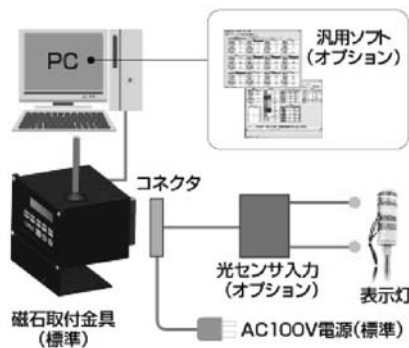 PC
汎用ソフト
(オプション)
コネクタ
光センサ入力
(オプション)
表示灯
磁石取付金具
(標準)
AC100V電源(標準)